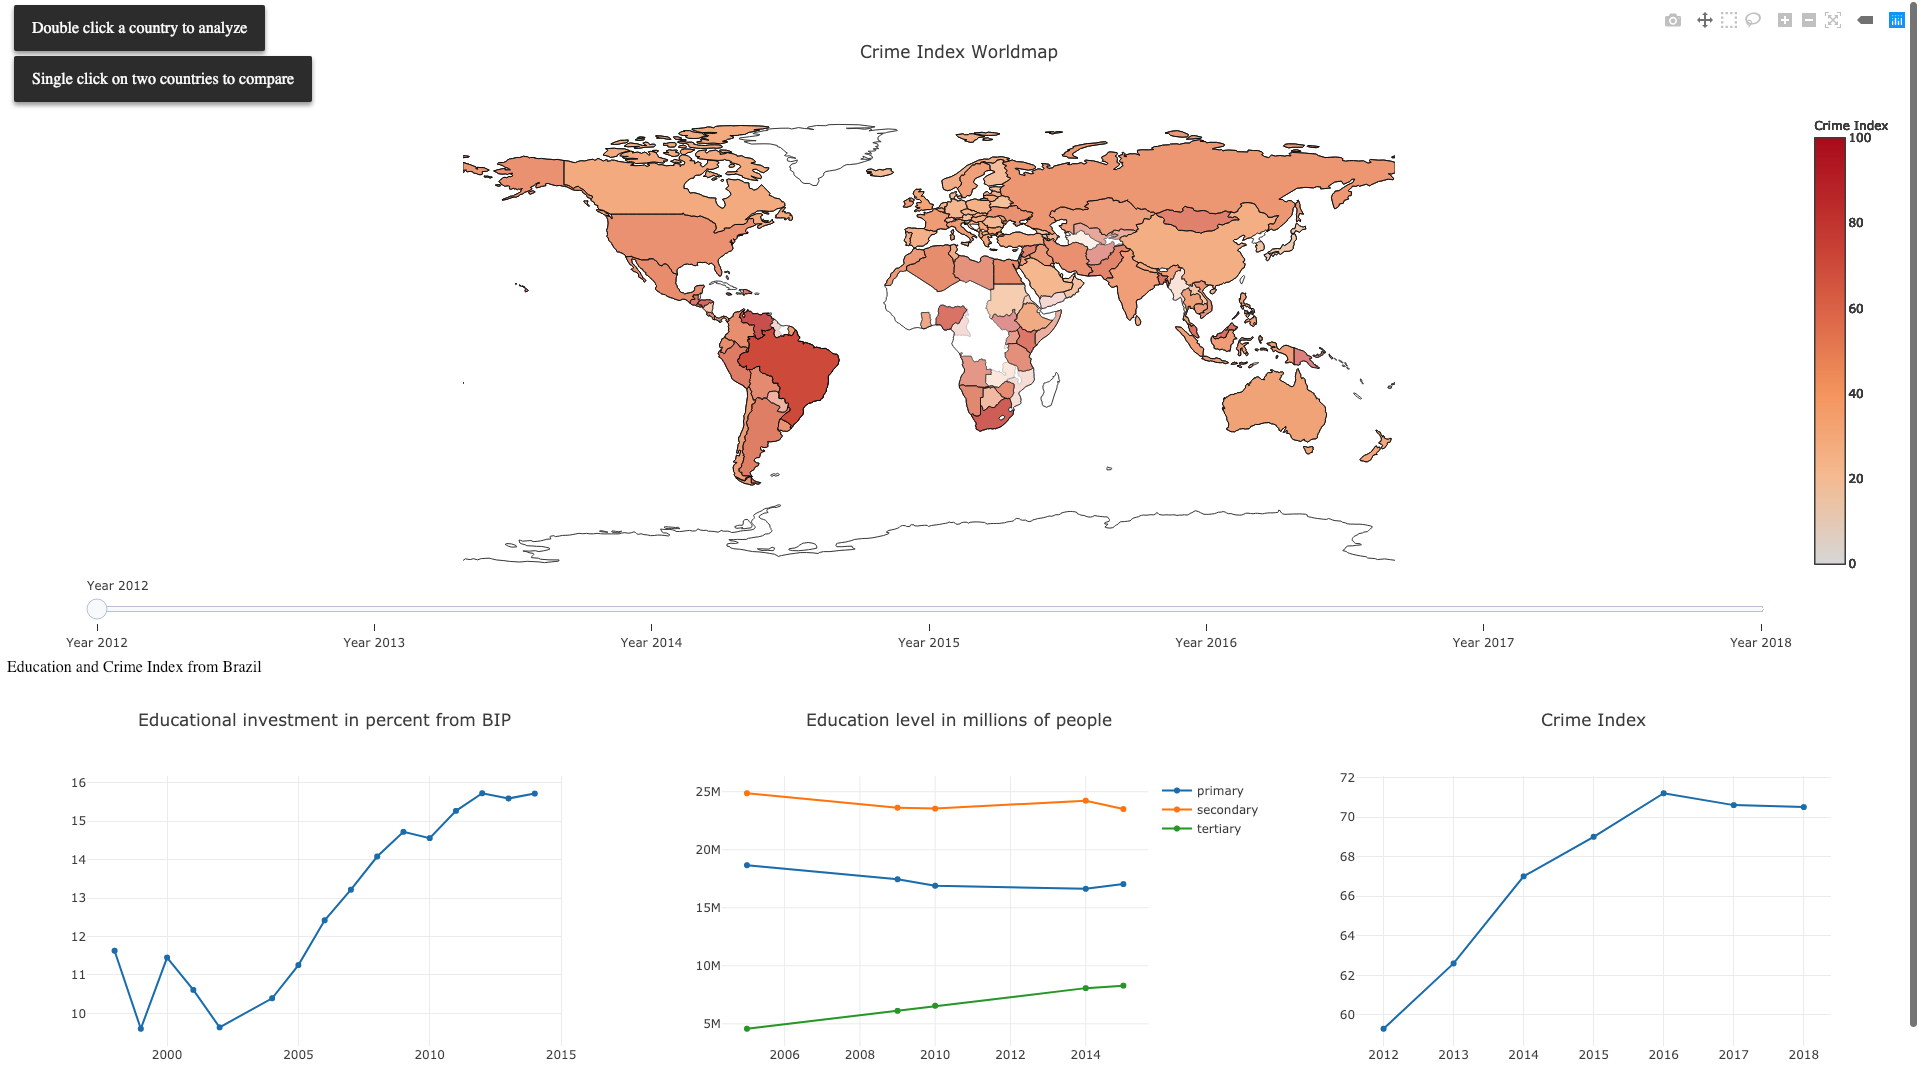 Double click a country to analyze
Single click on two countries to compare
Crime Index Worldmap
Crime Index
100
80
60
40
20
0
Year 2012
Year 2012 Year 2013 Year 2014 Year 2015 Year 2016 Year 2017 Year 2018
Education and Crime Index from Brazil
Educational investment in percent from BIP
16
15
14
13
12
11
10
2000 2005 2010 2015
Education level in millions of people
25M
20M
15M
10M
5M
2006 2008 2010 2012 2014
primary
secondary
tertiary
Crime Index
72
70
68
66
64
62
60
2012 2013 2014 2015 2016 2017 2018